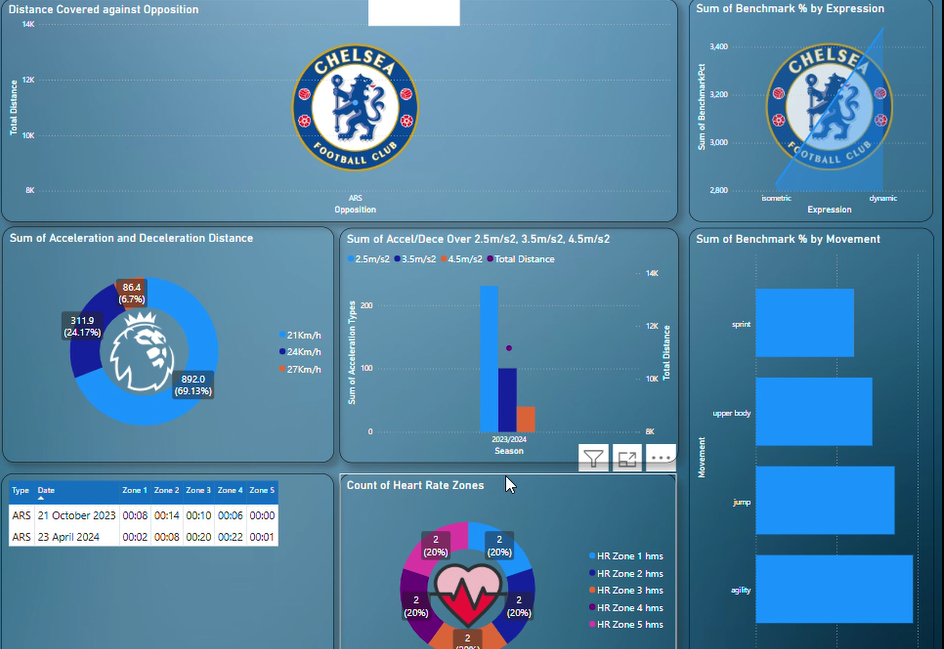 Distance Covered against Opposition
14K
12K
10K
8K
Total Distance
CHELSEA
FOOTBALL CLUB
ARS
Opposition
Sum of Benchmark % by Expression
3,400
3,200
3,000
2,800
Sum of BenchmarkPct
CHELSEA
FOOTBALL CLUB
isometric dynamic
Expression
Sum of Acceleration and Deceleration Distance
86.4
(6.7%)
311.9
(24.17%)
892.0
(69.13%)
21Km/h
24Km/h
27Km/h
Sum of Accel/Dece Over 2.5m/s2, 3.5m/s2, 4.5m/s2
2.5m/s2 3.5m/s2 4.5m/s2 Total Distance
200
100
0
Sum of Acceleration Types
14K
12K
10K
8K
Total Distance
2023/2024
Season
Sum of Benchmark % by Movement
sprint
upper body
jump
agility
Movement
Type Date Zone 1 Zone 2 Zone 3 Zone 4 Zone 5
ARS 21 October 2023 00:08 00:14 00:10 00:06 00:00
ARS 23 April 2024 00:02 00:08 00:20 00:22 00:01
Count of Heart Rate Zones
2
(20%)
2
(20%)
2
(20%)
2
(20%)
2
(20%)
HR Zone 1 hms
HR Zone 2 hms
HR Zone 3 hms
HR Zone 4 hms
HR Zone 5 hms